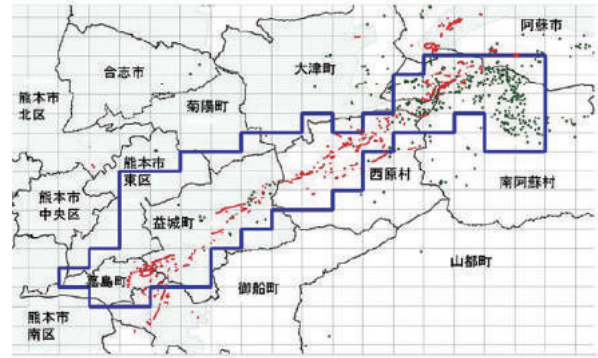 阿蘇市
合志市
大津町
熊本市
北区
菊陽町
熊本市
東区
西原村
南阿蘇村
熊本市
中央区
益城町
山都町
嘉島町
御船町
熊本市
南区